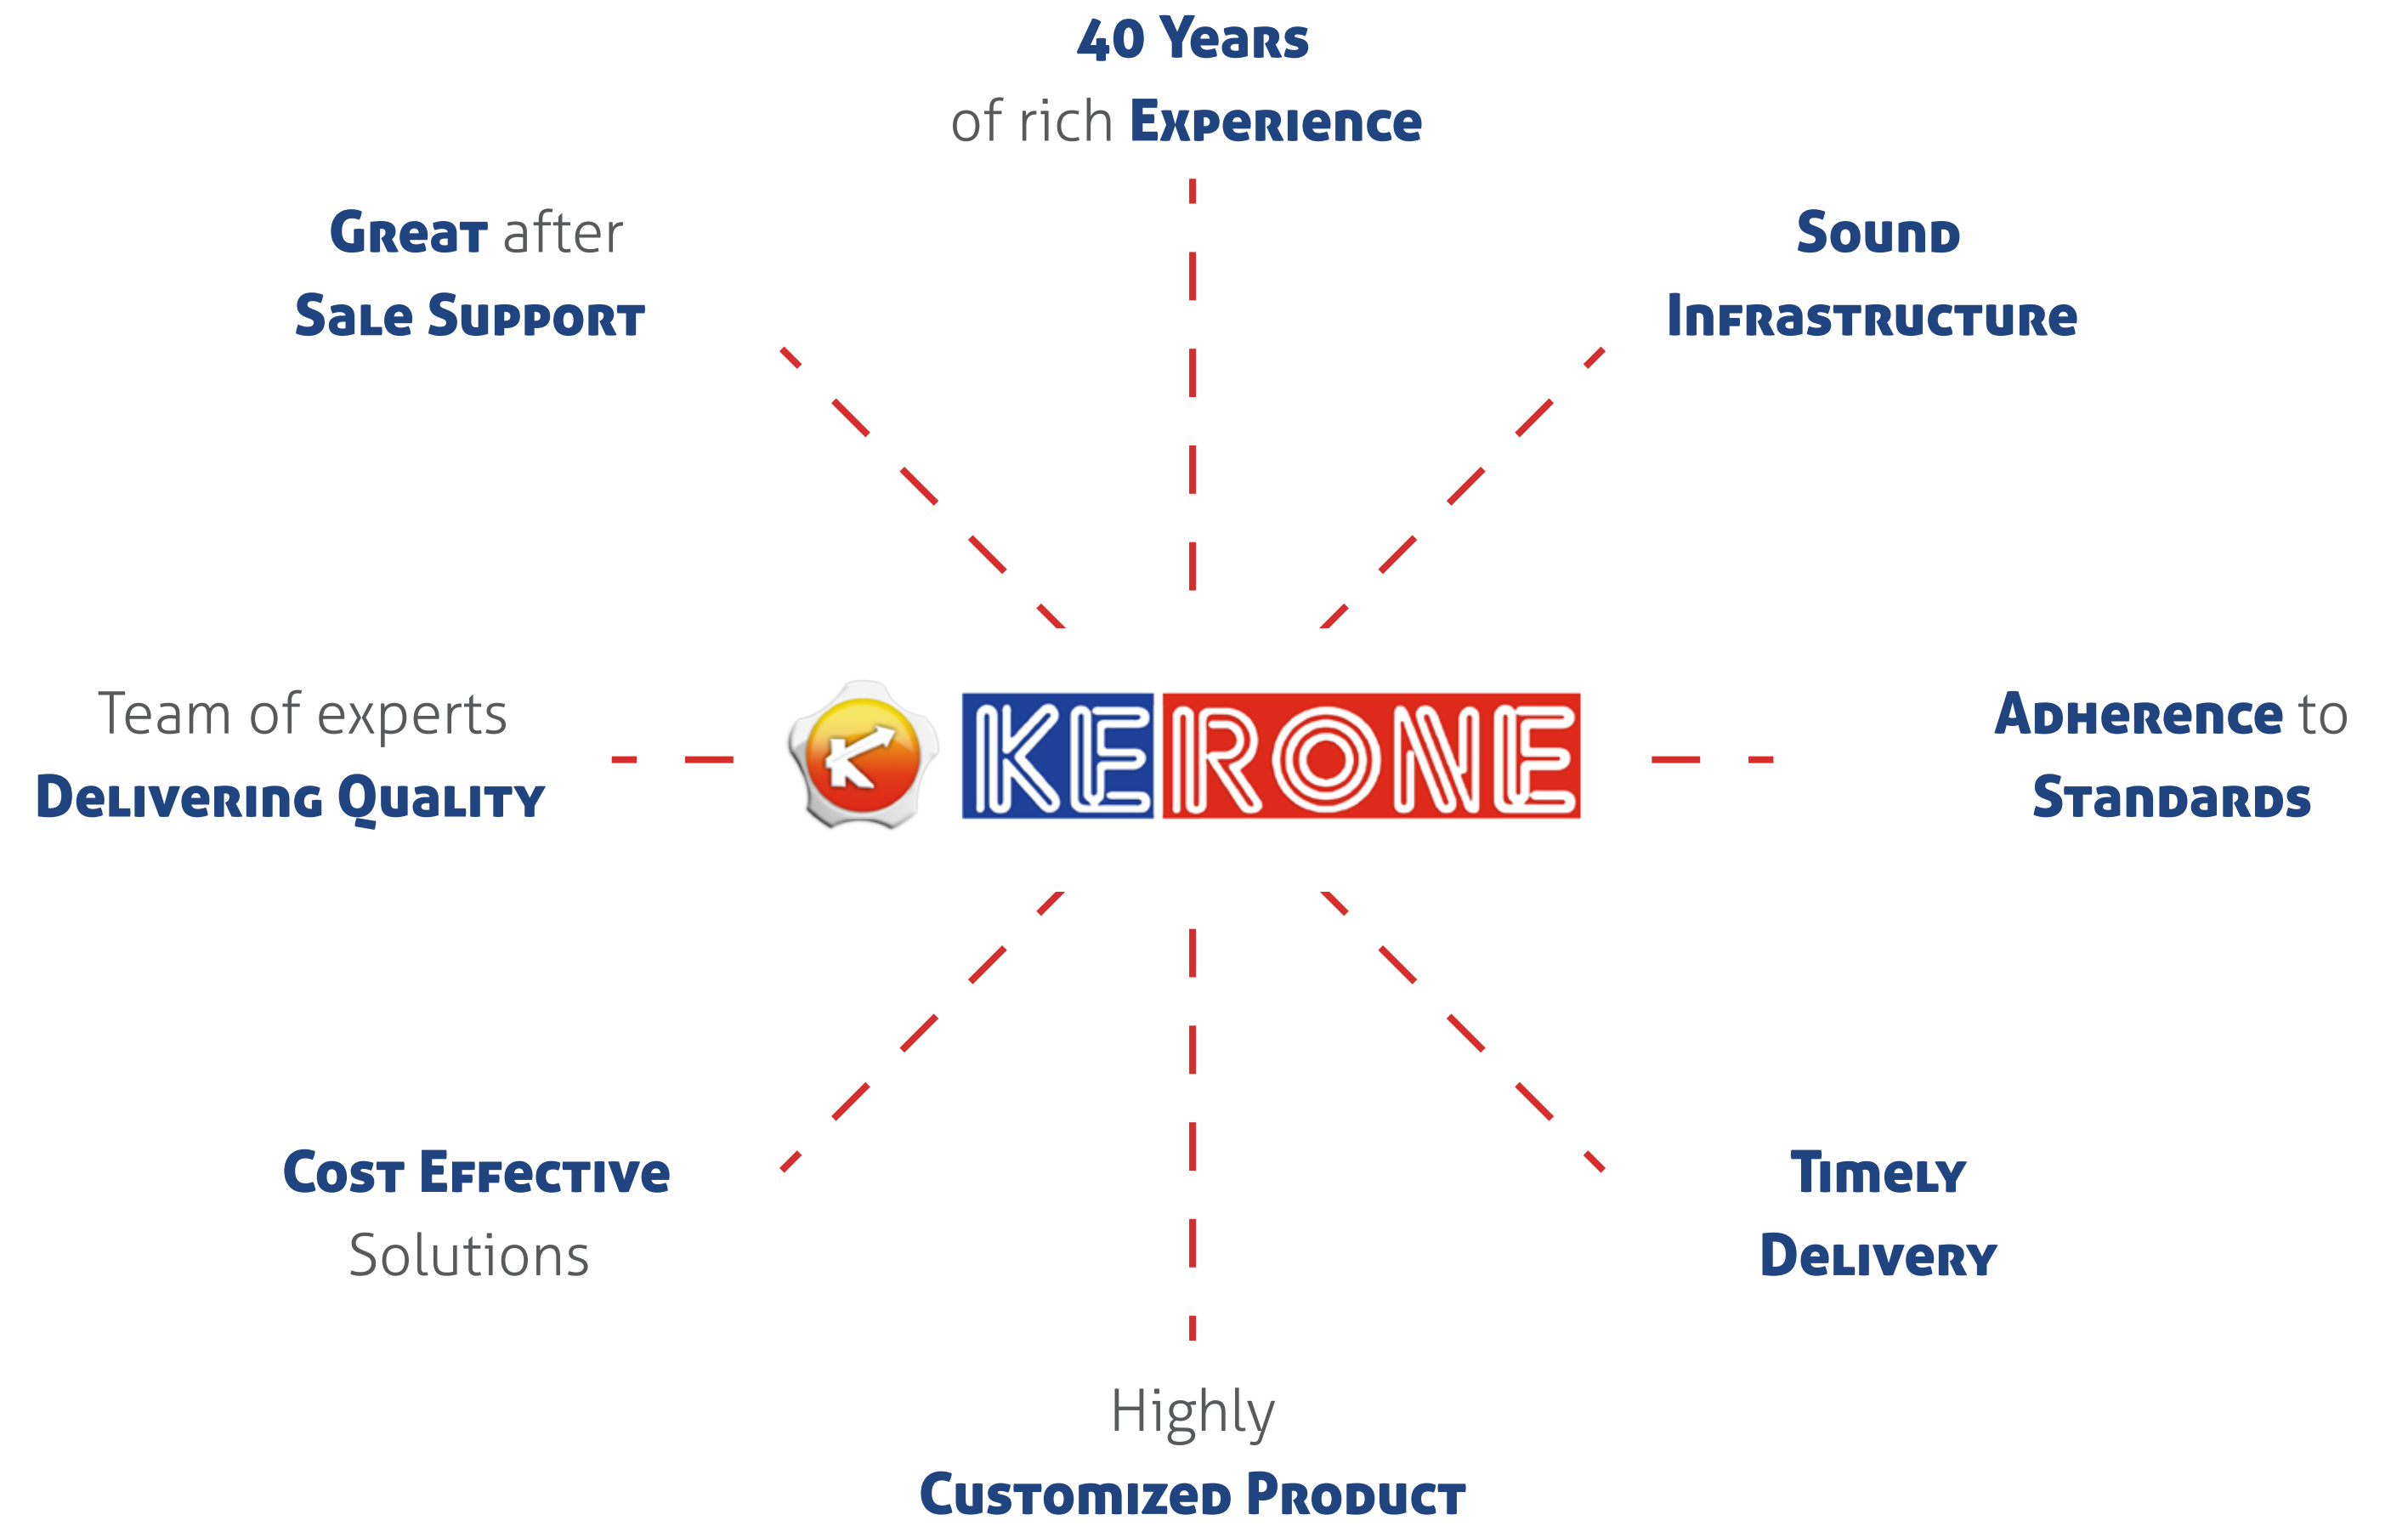 40 Years
of rich Experience
Great after
Sale Support
Sound
Infrastructure
Team of experts
Delivering Quality
K KERONE
Adherence to
Standards
Cost Effective
Solutions
Timely
Delivery
Highly
Customized Product